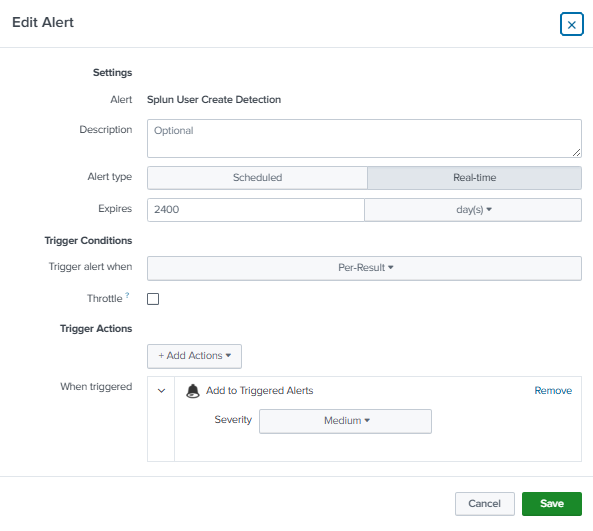 Edit Alert
×
Settings
Alert Splun User Create Detection
Description Optional
Alert type Scheduled Real-time
Expires 2400 day(s)
Trigger Conditions
Trigger alert when Per-Result
Throttle ?
Trigger Actions
+ Add Actions
When triggered Add to Triggered Alerts Remove
Severity Medium
Cancel Save